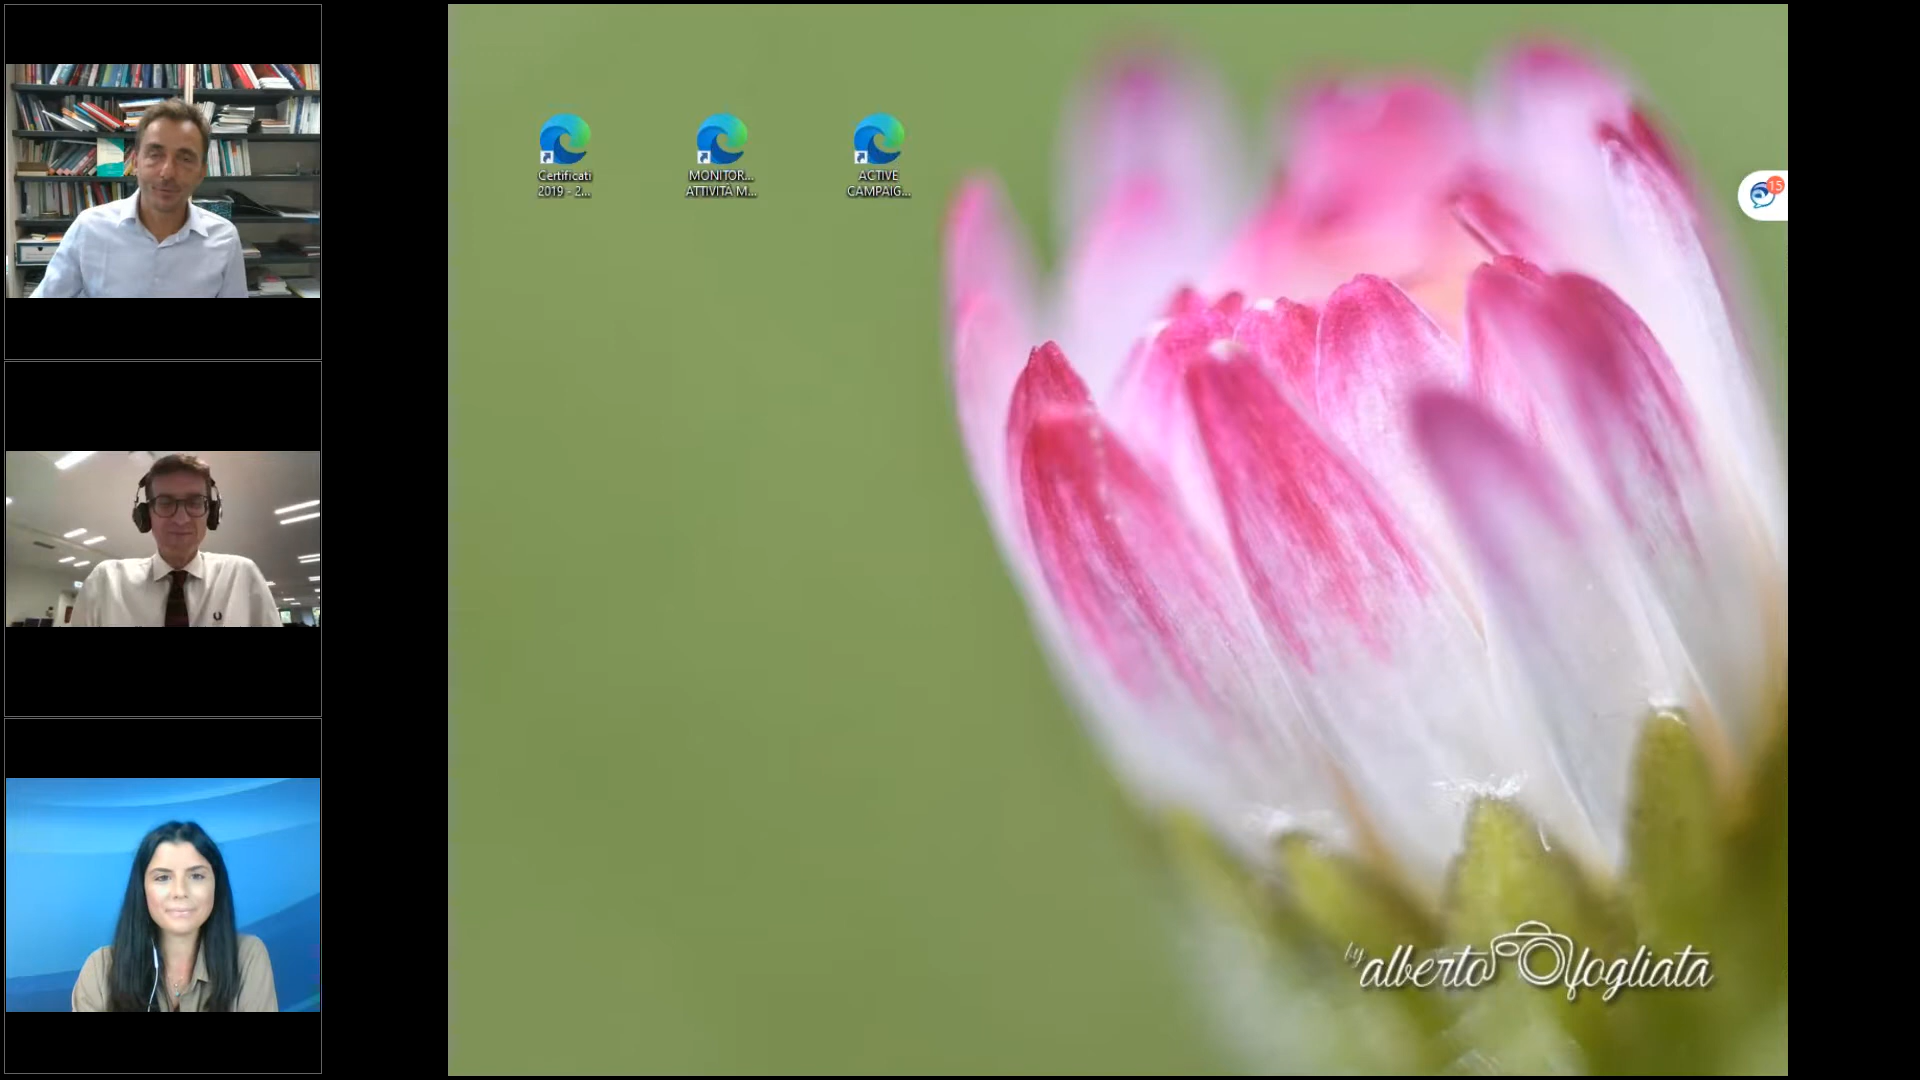 Certificati
2019 - 2...
MONITOR...
ATTIVITA M...
ACTIVE
CAMPAIG...
15
by alberto fogliata